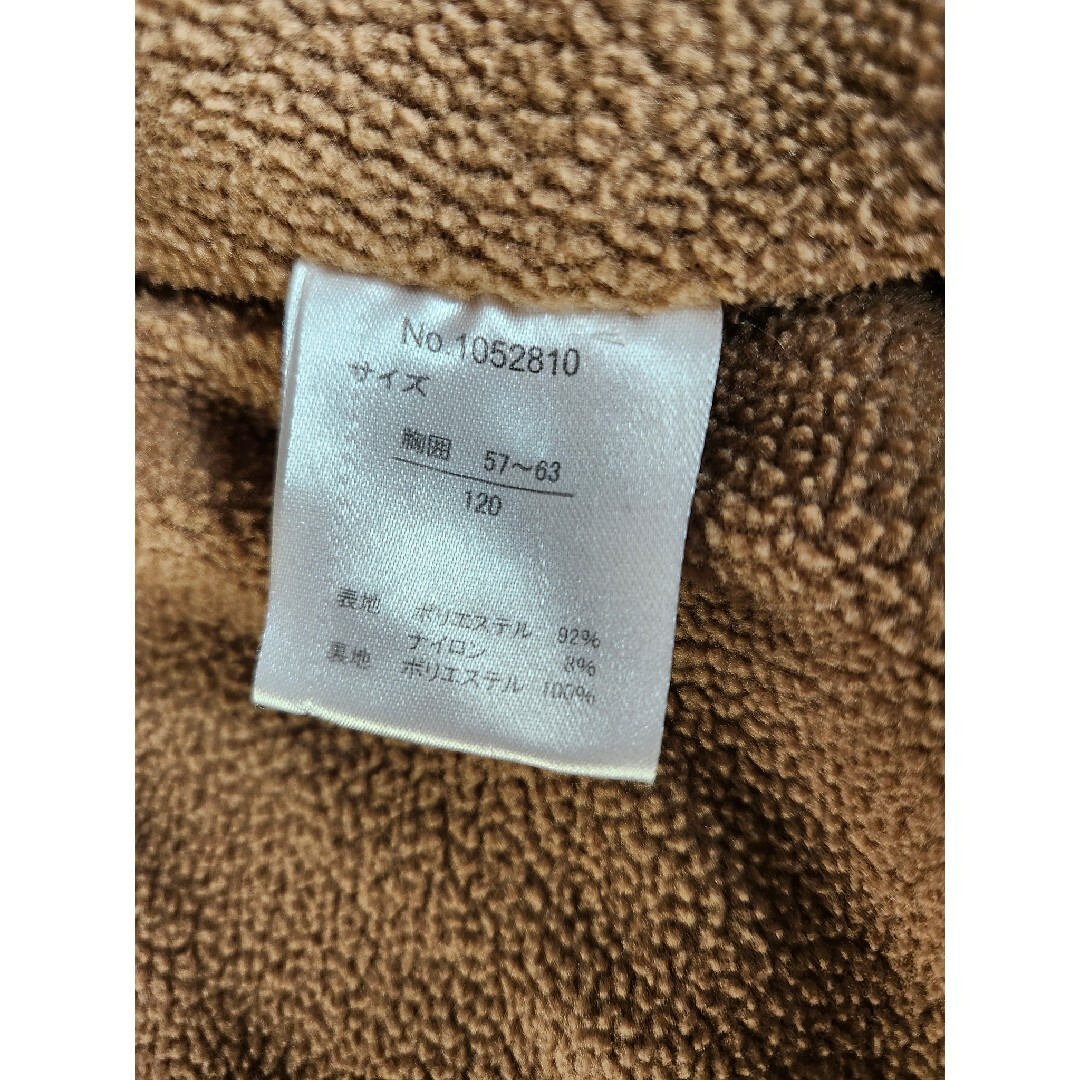 No.1052810
サイズ
胸囲 57～63
120
表地 ポリエステル 92%
ナイロン 8%
裏地 ポリエステル 100%